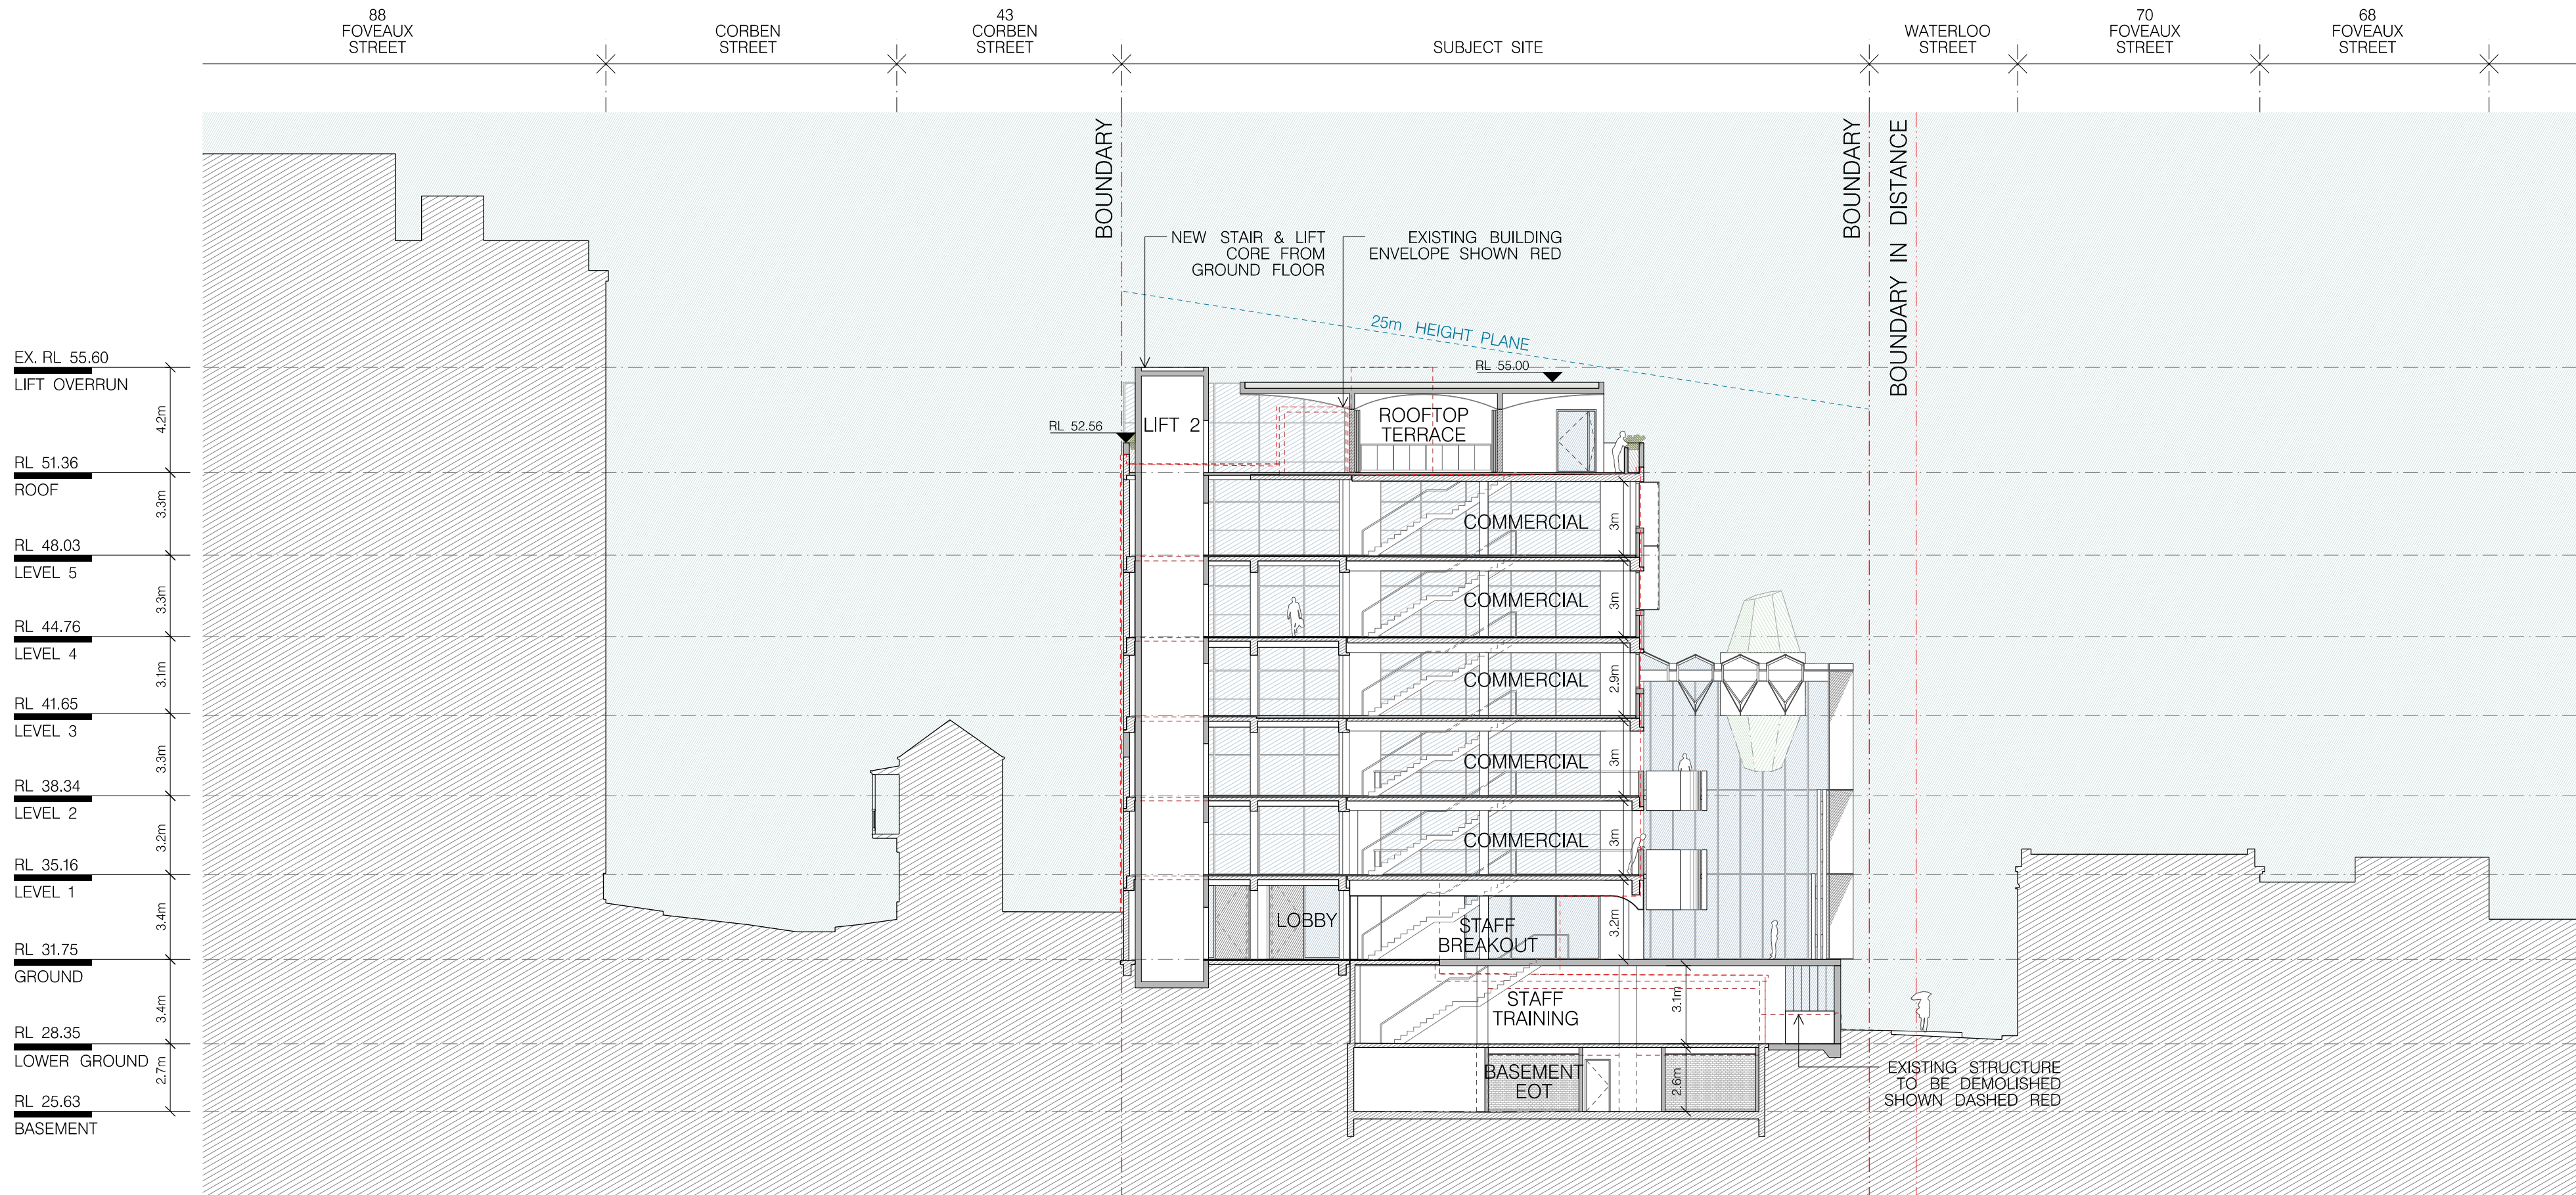 88
FOVEAUX
STREET
CORBEN
STREET
43
CORBEN
STREET
SUBJECT SITE
WATERLOO
STREET
70
FOVEAUX
STREET
68
FOVEAUX
STREET
BOUNDARY
BOUNDARY
BOUNDARY IN DISTANCE
NEW STAIR & LIFT
CORE FROM
GROUND FLOOR
EXISTING BUILDING
ENVELOPE SHOWN RED
25m HEIGHT PLANE
EX. RL 55.60
LIFT OVERRUN
4.2m
RL 51.36
ROOF
3.3m
RL 48.03
LEVEL 5
3.3m
RL 44.76
LEVEL 4
3.1m
RL 41.65
LEVEL 3
3.3m
RL 38.34
LEVEL 2
3.2m
RL 35.16
LEVEL 1
3.4m
RL 31.75
GROUND
3.4m
RL 28.35
LOWER GROUND
2.7m
RL 25.63
BASEMENT
RL 55.00
RL 52.56
LIFT 2
ROOFTOP
TERRACE
COMMERCIAL
3m
COMMERCIAL
3m
COMMERCIAL
2.9m
COMMERCIAL
3m
COMMERCIAL
3m
LOBBY
STAFF
BREAKOUT
3.2m
STAFF
TRAINING
3.1m
BASEMENT
EOT
2.6m
EXISTING STRUCTURE
TO BE DEMOLISHED
SHOWN DASHED RED